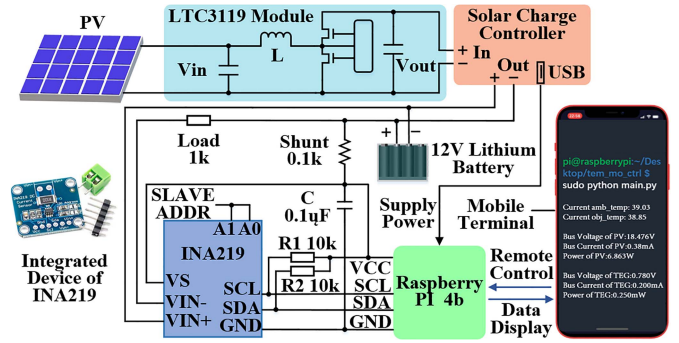 PV
LTC3119 Module
Solar Charge
Controller
Vin
L
Vout
+ In
−
Out
+ −
USB
Load
1k
Shunt
0.1k
+ −
12V Lithium
Battery
C
0.1uF
SLAVE
ADDR
A1 A0
INA219
VS
VIN-
VIN+
SCL
SDA
GND
R1 10k
R2 10k
VCC
SCL
SDA
GND
Supply
Power
Raspberry
PI 4b
Mobile
Terminal
Remote
Control
Data
Display
Integrated
Device of
INA219
pi@raspberrypi:~/Des
ktop/tem_mo_ctrl $
sudo python main.py
Current amb_temp: 39.03
Current obj_temp: 38.85
Bus Voltage of PV:18.476V
Bus Current of PV:0.38mA
Power of PV:6.863W
Bus Voltage of TEG:0.780V
Bus Current of TEG:0.200mA
Power of TEG:0.250mW